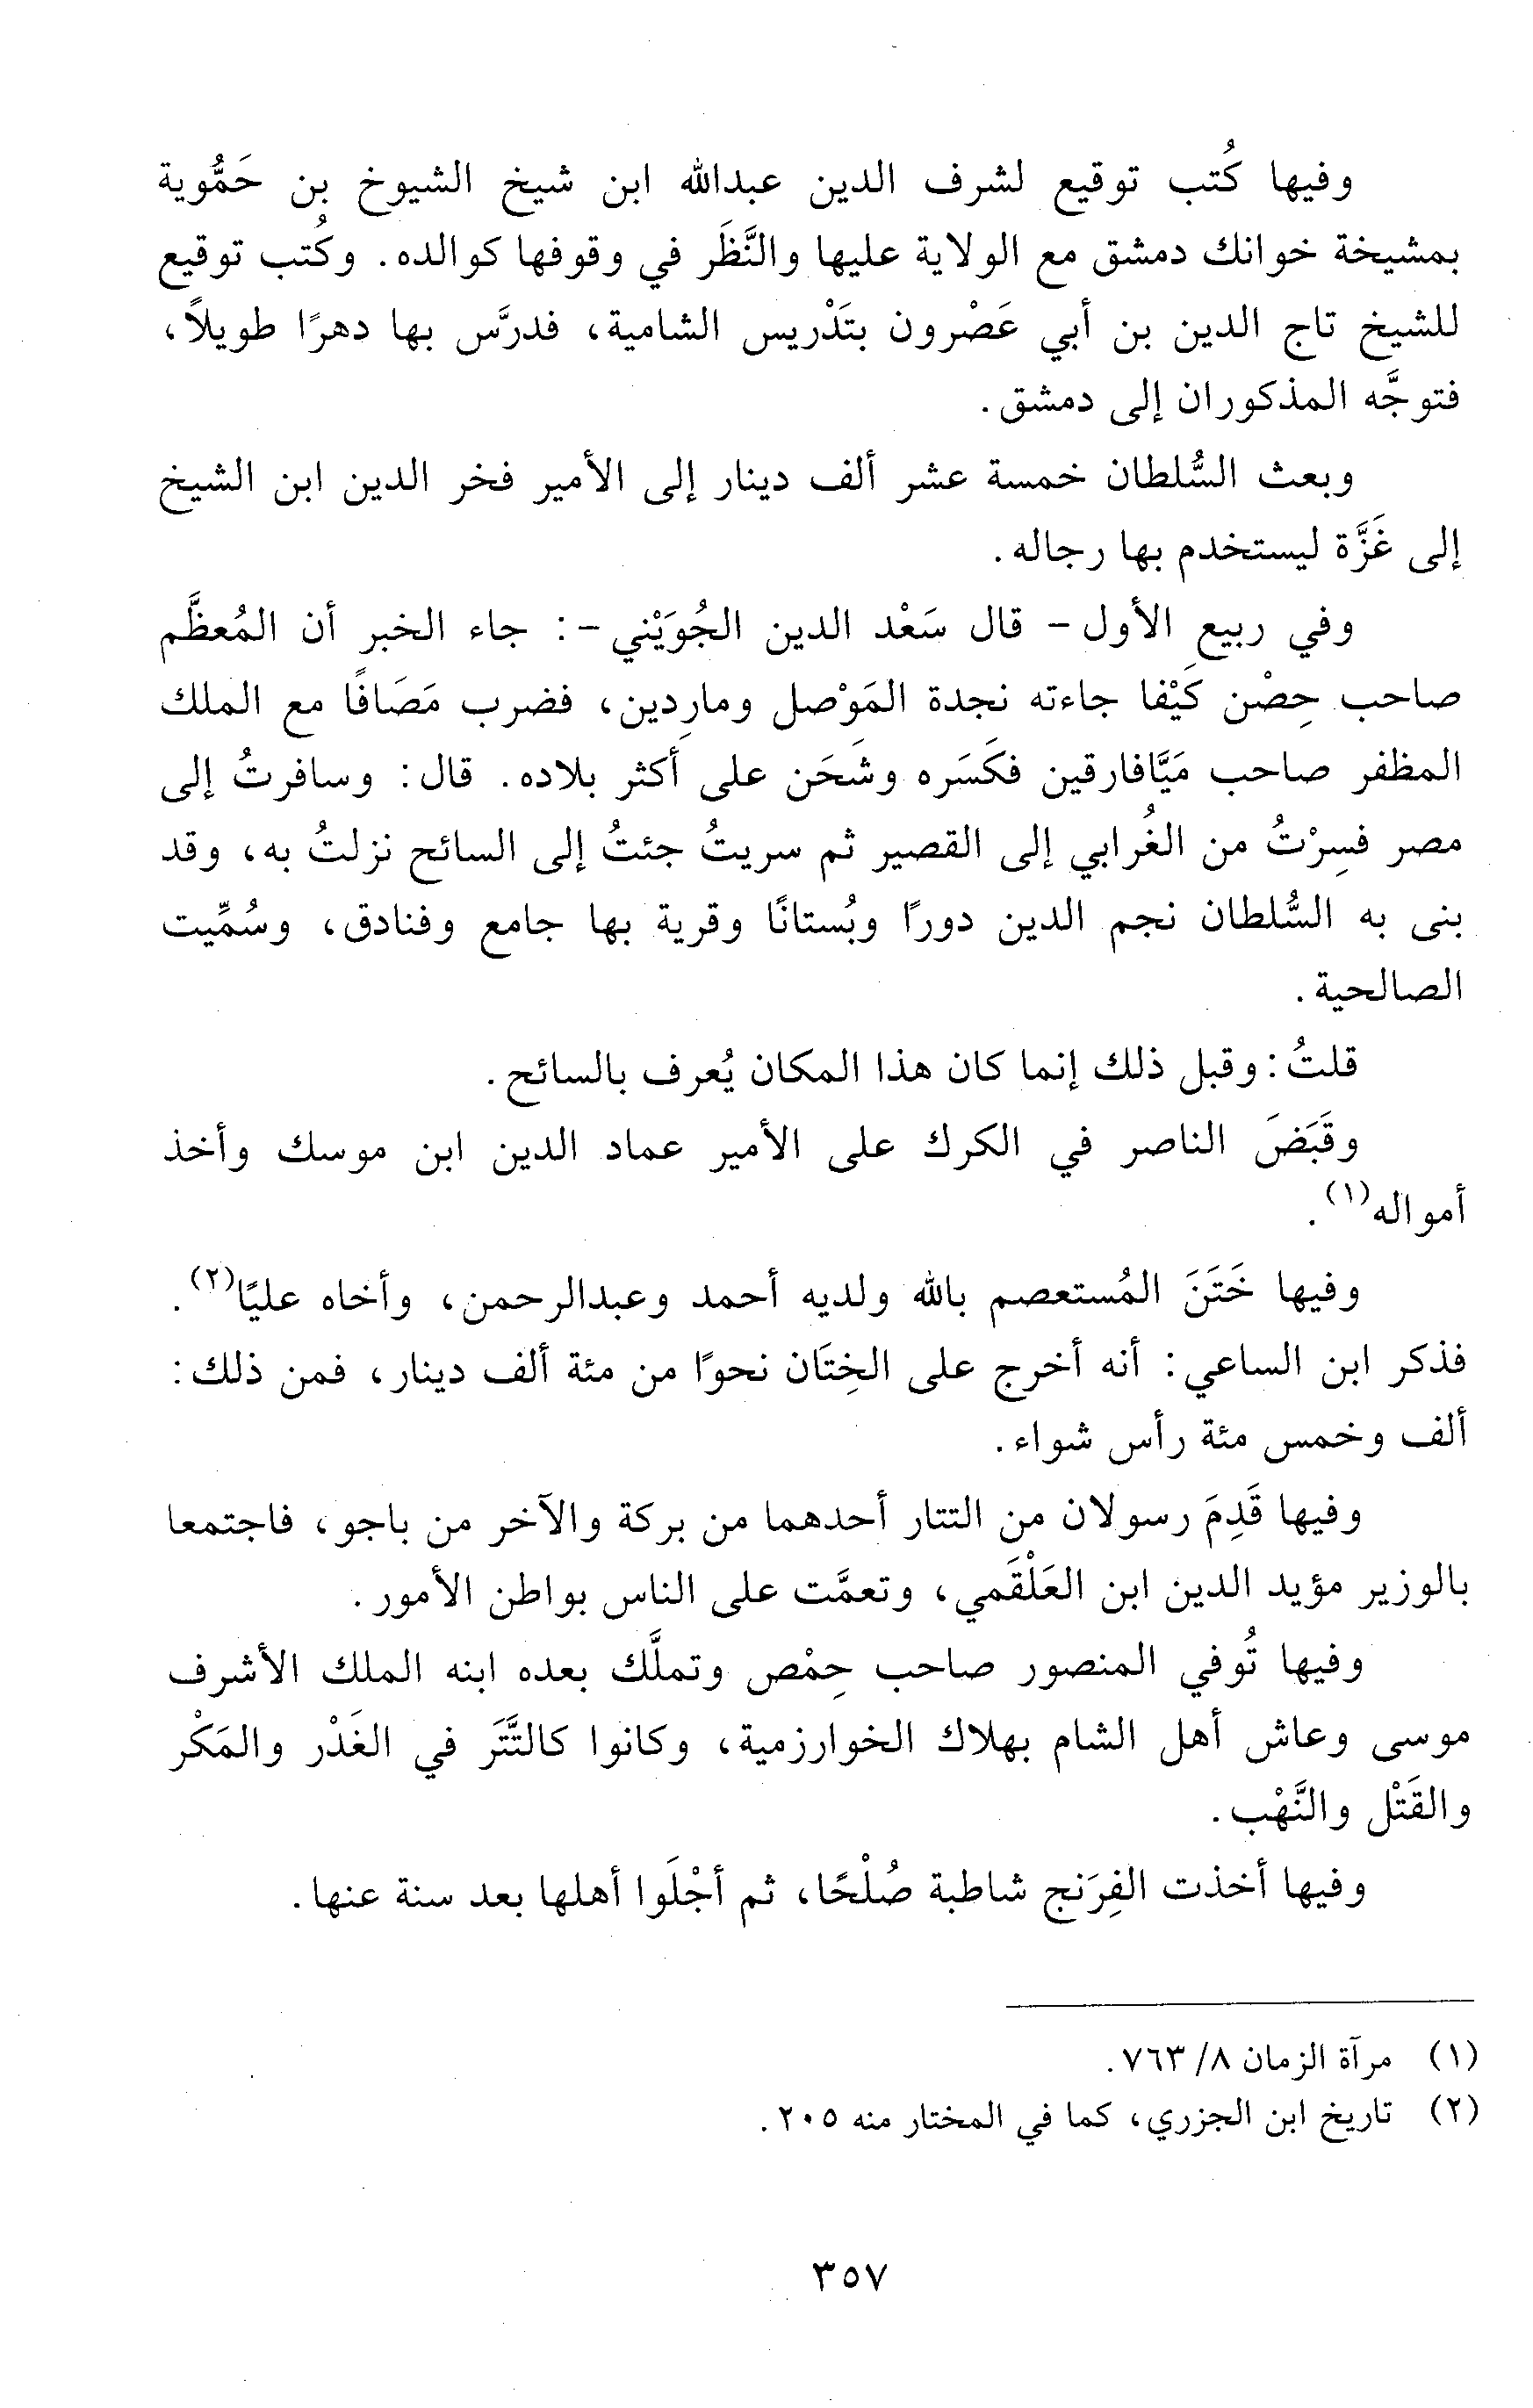 وفيها كُتب توقيع لشرف الدين عبدالله ابن شيخ الشيوخ بن حَمُّوية
بمشيخة خوانك دمشق مع الولاية عليها والنَّظَر في وقوفها كوالده. وكُتب توقيع
للشيخ تاج الدين بن أبي عَصْرون بتَدْريس الشامية، فدرَّس بها دهرًا طويلاً،
فتوجَّه المذكوران إلى دمشق.
وبعث السُّلطان خمسة عشر ألف دينار إلى الأمير فخر الدين ابن الشيخ
إلى غَزَّة ليستخدم بها رجاله.
وفي ربيع الأول - قال سَعْد الدين الجُوَيْني -: جاء الخبر أن المُعظَّم
صاحب حِصْن كَيْفا جاءته نجدة المَوْصل وماردِين، فضرب مَصَافًا مع الملك
المظفر صاحب مَيَّافارقين فكَسَره وشَحَن على أكثر بلاده. قال: وسافرتُ إلى
مصر فسِرْتُ من الغُرابي إلى القصير ثم سريتُ جئتُ إلى السائح نزلتُ به، وقد
بنى به السُّلطان نجم الدين دورًا وبُستانًا وقرية بها جامع وفنادق، وسُمِّيت
الصالحية.
قلتُ: وقبل ذلك إنما كان هذا المكان يُعرف بالسائح.
وقَبَضَ الناصر في الكرك على الأمير عماد الدين ابن موسك وأخذ
أمواله(١).
وفيها خَتَنَ المُستعصم بالله ولديه أحمد وعبدالرحمن، وأخاه عليًا(٢).
فذكر ابن الساعي: أنه أخرج على الخِتَان نحوًا من مئة ألف دينار، فمن ذلك:
ألف وخمس مئة رأس شواء.
وفيها قَدِمَ رسولان من التتار أحدهما من بركة والآخر من باجو، فاجتمعا
بالوزير مؤيد الدين ابن العَلْقَمي، وتعمَّت على الناس بواطن الأمور.
وفيها تُوفي المنصور صاحب حِمْص وتملَّك بعده ابنه الملك الأشرف
موسى وعاش أهل الشام بهلاك الخوارزمية، وكانوا كالتَّتَر في الغَدْر والمَكْر
والقَتْل والنَّهْب.
وفيها أخذت الفِرَنج شاطبة صُلْحًا، ثم أجْلَوا أهلها بعد سنة عنها.
(١) مرآة الزمان ٨/ ٧٦٣.
(٢) تاريخ ابن الجزري، كما في المختار منه ٢٠٥.
٣٥٧